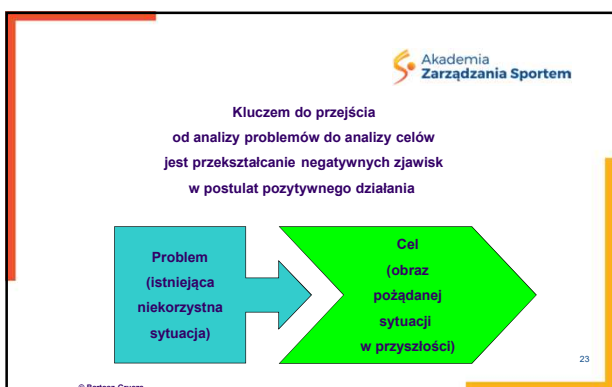 Akademia
Zarządzania Sportem
Kluczem do przejścia
od analizy problemów do analizy celów
jest przekształcanie negatywnych zjawisk
w postulat pozytywnego działania
Problem
(istniejąca
niekorzystna
sytuacja)
Cel
(obraz
pożądanej
sytuacji
w przyszłości)
23
©